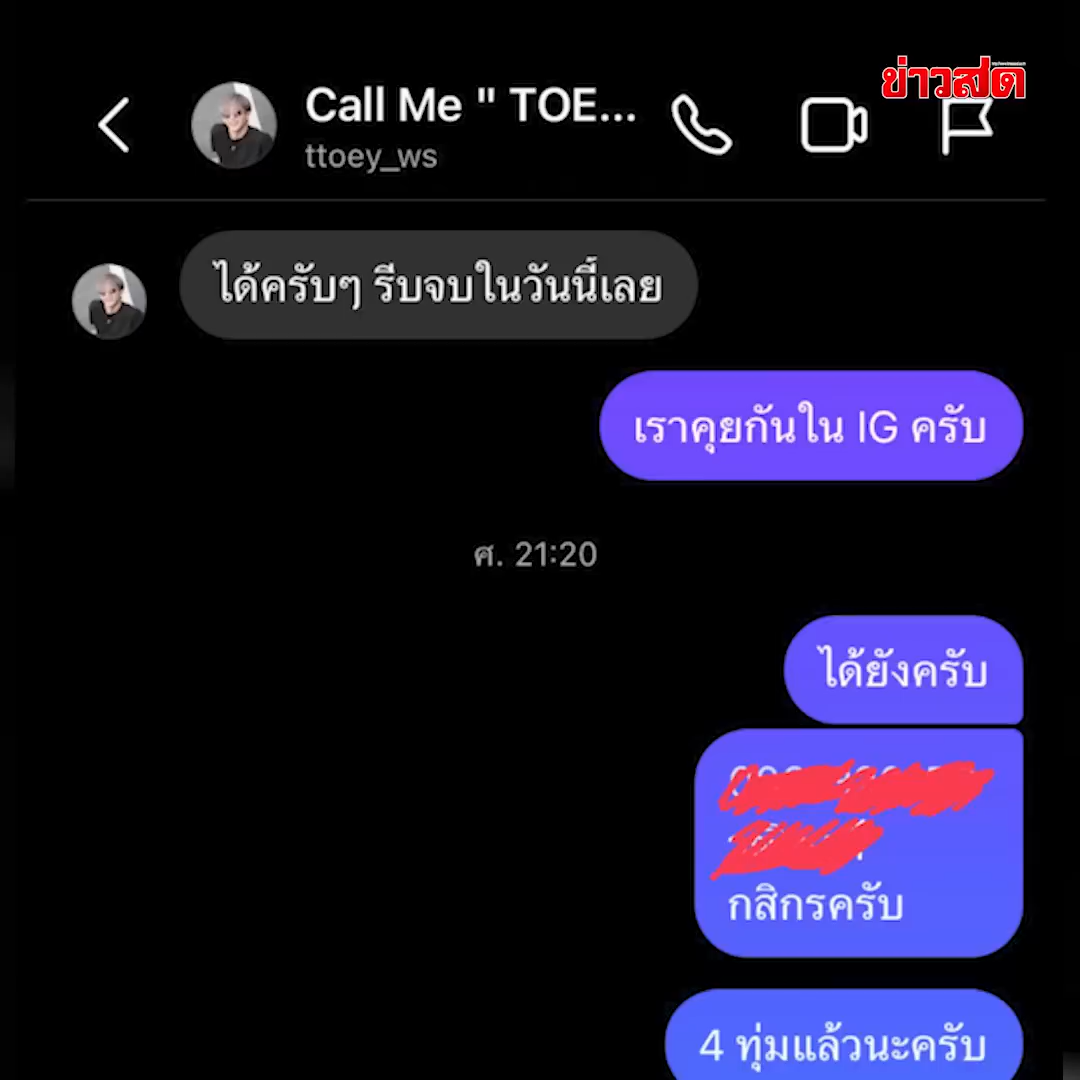 ข่าวสด
Call Me " TOE...
ttoey_ws
ได้ครับๆ รีบจบในวันนี้เลย
เราคุยกันใน IG ครับ
ศ. 21:20
ได้ยังครับ
กสิกรครับ
4 ทุ่มแล้วนะครับ